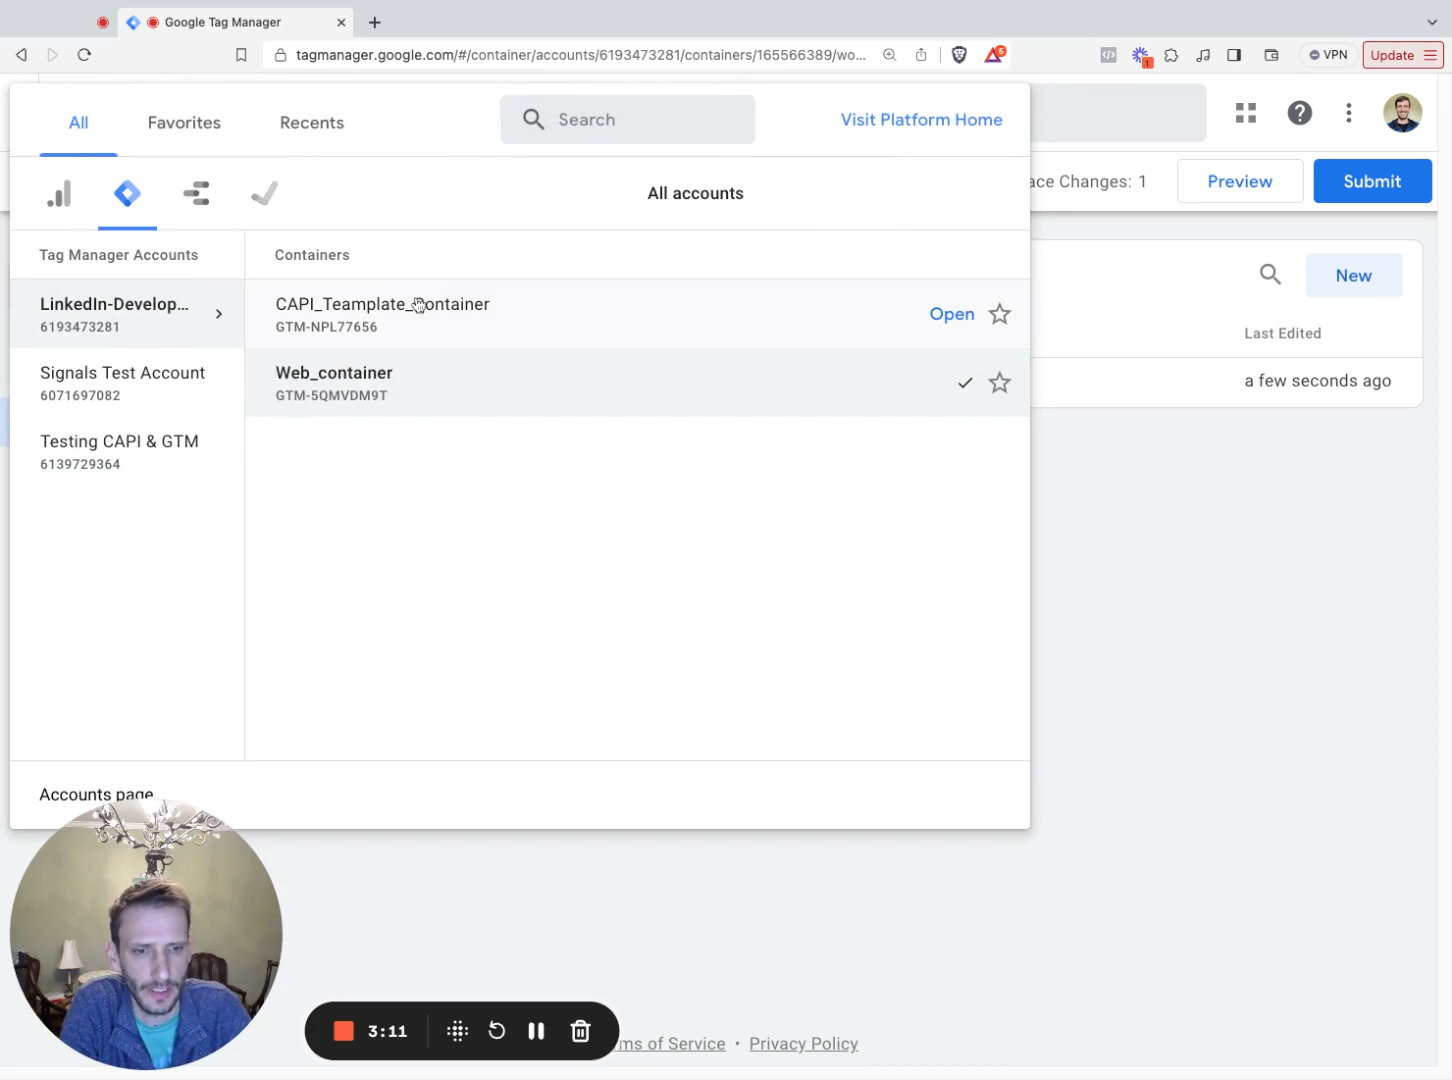 Google Tag Manager
tagmanager.google.com/#/container/accounts/6193473281/containers/165566389/wo...
5
1
VPN
Update
All
Favorites
Recents
Search
Visit Platform Home
All accounts
ace Changes: 1
Preview
Submit
Tag Manager Accounts
Containers
New
LinkedIn-Develop...
6193473281
CAPI_Teamplate_Container
GTM-NPL77656
Open
Last Edited
Signals Test Account
6071697082
Web_container
GTM-5QMVDM9T
a few seconds ago
Testing CAPI & GTM
6139729364
Accounts page
3:11
ms of Service • Privacy Policy